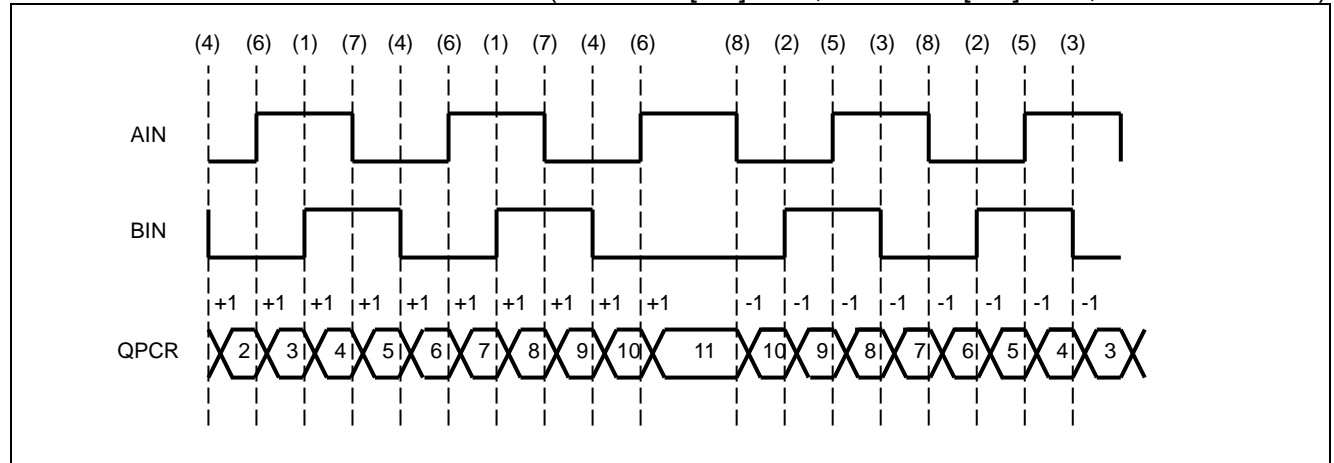 (4) (6) (1) (7) (4) (6) (1) (7) (4) (6) (8) (2) (5) (3) (8) (2) (5) (3)
AIN
BIN
+1 +1 +1 +1 +1 +1 +1 +1 +1 +1 -1 -1 -1 -1 -1 -1 -1 -1
QPCR 2 3 4 5 6 7 8 9 10 11 10 9 8 7 6 5 4 3